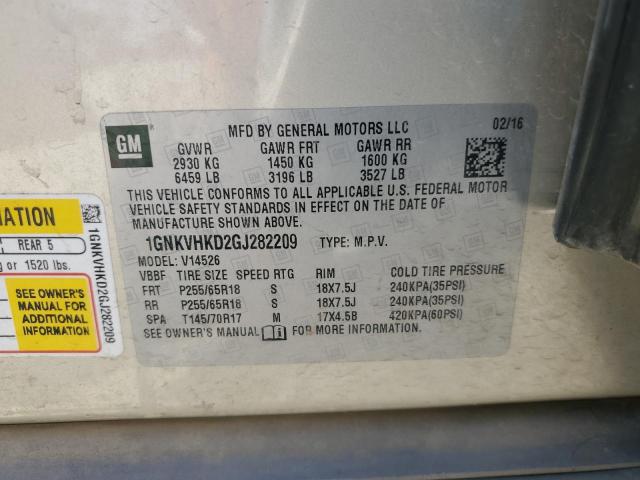 GM
MFD BY GENERAL MOTORS LLC 02/16
GVWR GAWR FRT GAWR RR
2930 KG 1450 KG 1600 KG
6459 LB 3196 LB 3527 LB
THIS VEHICLE CONFORMS TO ALL APPLICABLE U.S. FEDERAL MOTOR
VEHICLE SAFETY STANDARDS IN EFFECT ON THE DATE OF
MANUFACTURE SHOWN ABOVE.
1GNKVHKD2GJ282209 TYPE: M.P.V.
MODEL: V14526
VBBF TIRE SIZE SPEED RTG RIM COLD TIRE PRESSURE
FRT P255/65R18 S 18X7.5J 240KPA(35PSI)
RR P255/65R18 S 18X7.5J 240KPA(35PSI)
SPA T145/70R17 M 17X4.5B 420KPA(60PSI)
SEE OWNER'S MANUAL FOR MORE INFORMATION.
REAR 5
or 1520 lbs.
SEE OWNER'S
MANUAL FOR
ADDITIONAL
INFORMATION
1GNKVHKD2GJ282209